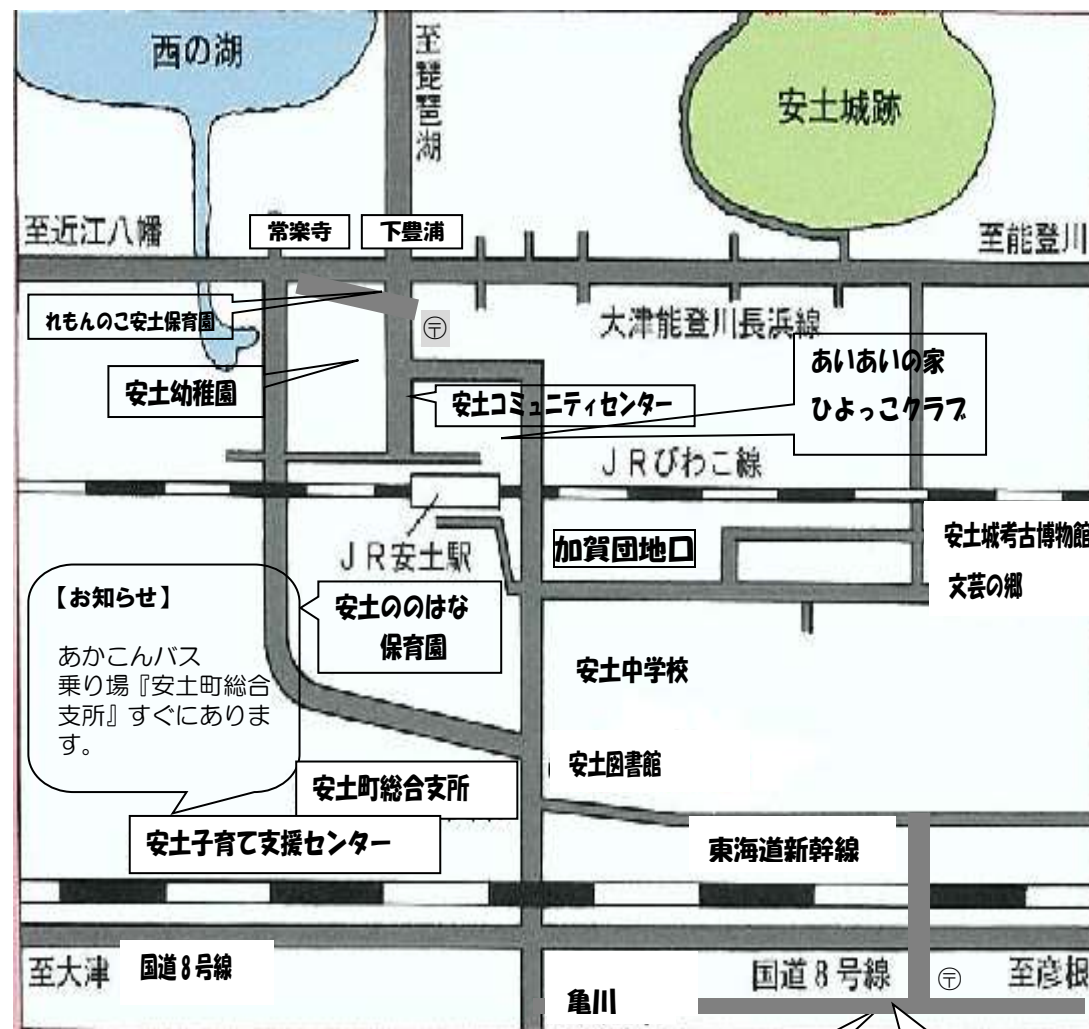 西の湖
至琵琶湖
安土城跡
至近江八幡
常楽寺
下豊浦
至能登川
れもんのこ安土保育園
〒
大津能登川長浜線
あいあいの家
ひよっこクラブ
安土幼稚園
安土コミュニティセンター
JRびわこ線
JR安土駅
加賀団地口
安土城考古博物館
文芸の郷
【お知らせ】
あかこんバス
乗り場『安土町総合
支所』すぐにありま
す。
安土ののはな
保育園
安土中学校
安土図書館
安土町総合支所
安土子育て支援センター
東海道新幹線
至大津
国道8号線
国道8号線
〒
至彦根
亀川